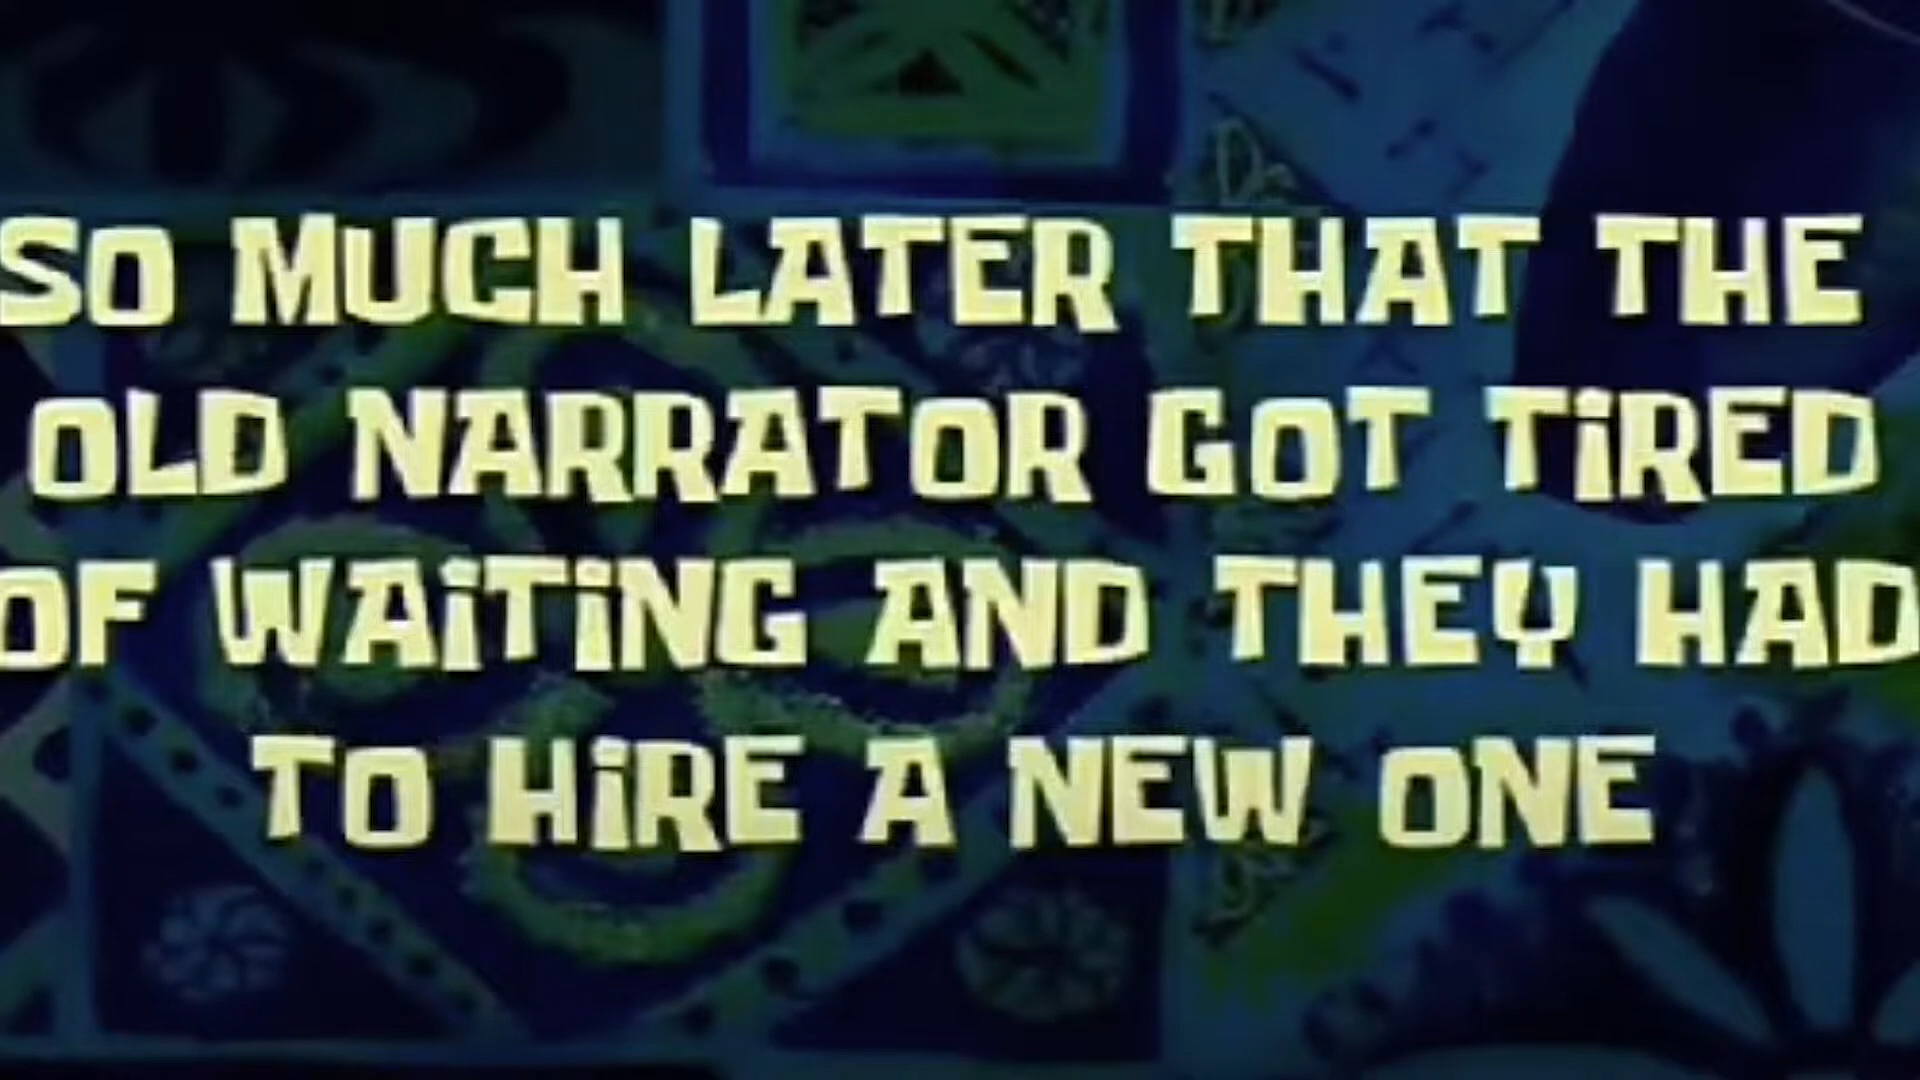 SO MUCH LATER THAT THE
OLD NARRATOR GOT TIRED
OF WAITING AND THEY HAD
TO HIRE A NEW ONE